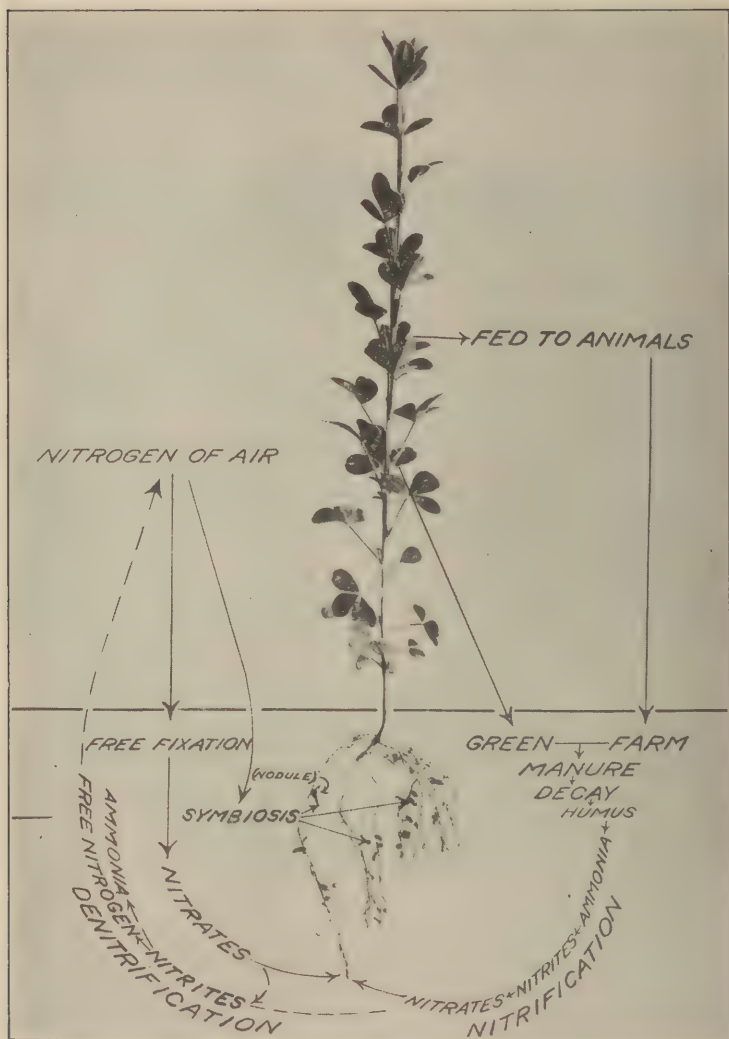 FED TO ANIMALS
NITROGEN OF AIR
FREE FIXATION
GREEN FARM
MANURE
DECAY
HUMUS
(NODULE)
SYMBIOSIS
AMMONIA
FREE NITROGEN NITRITES
DENITRIFICATION
NITRATES
NITRATES NITRITES AMMONIA
NITRIFICATION